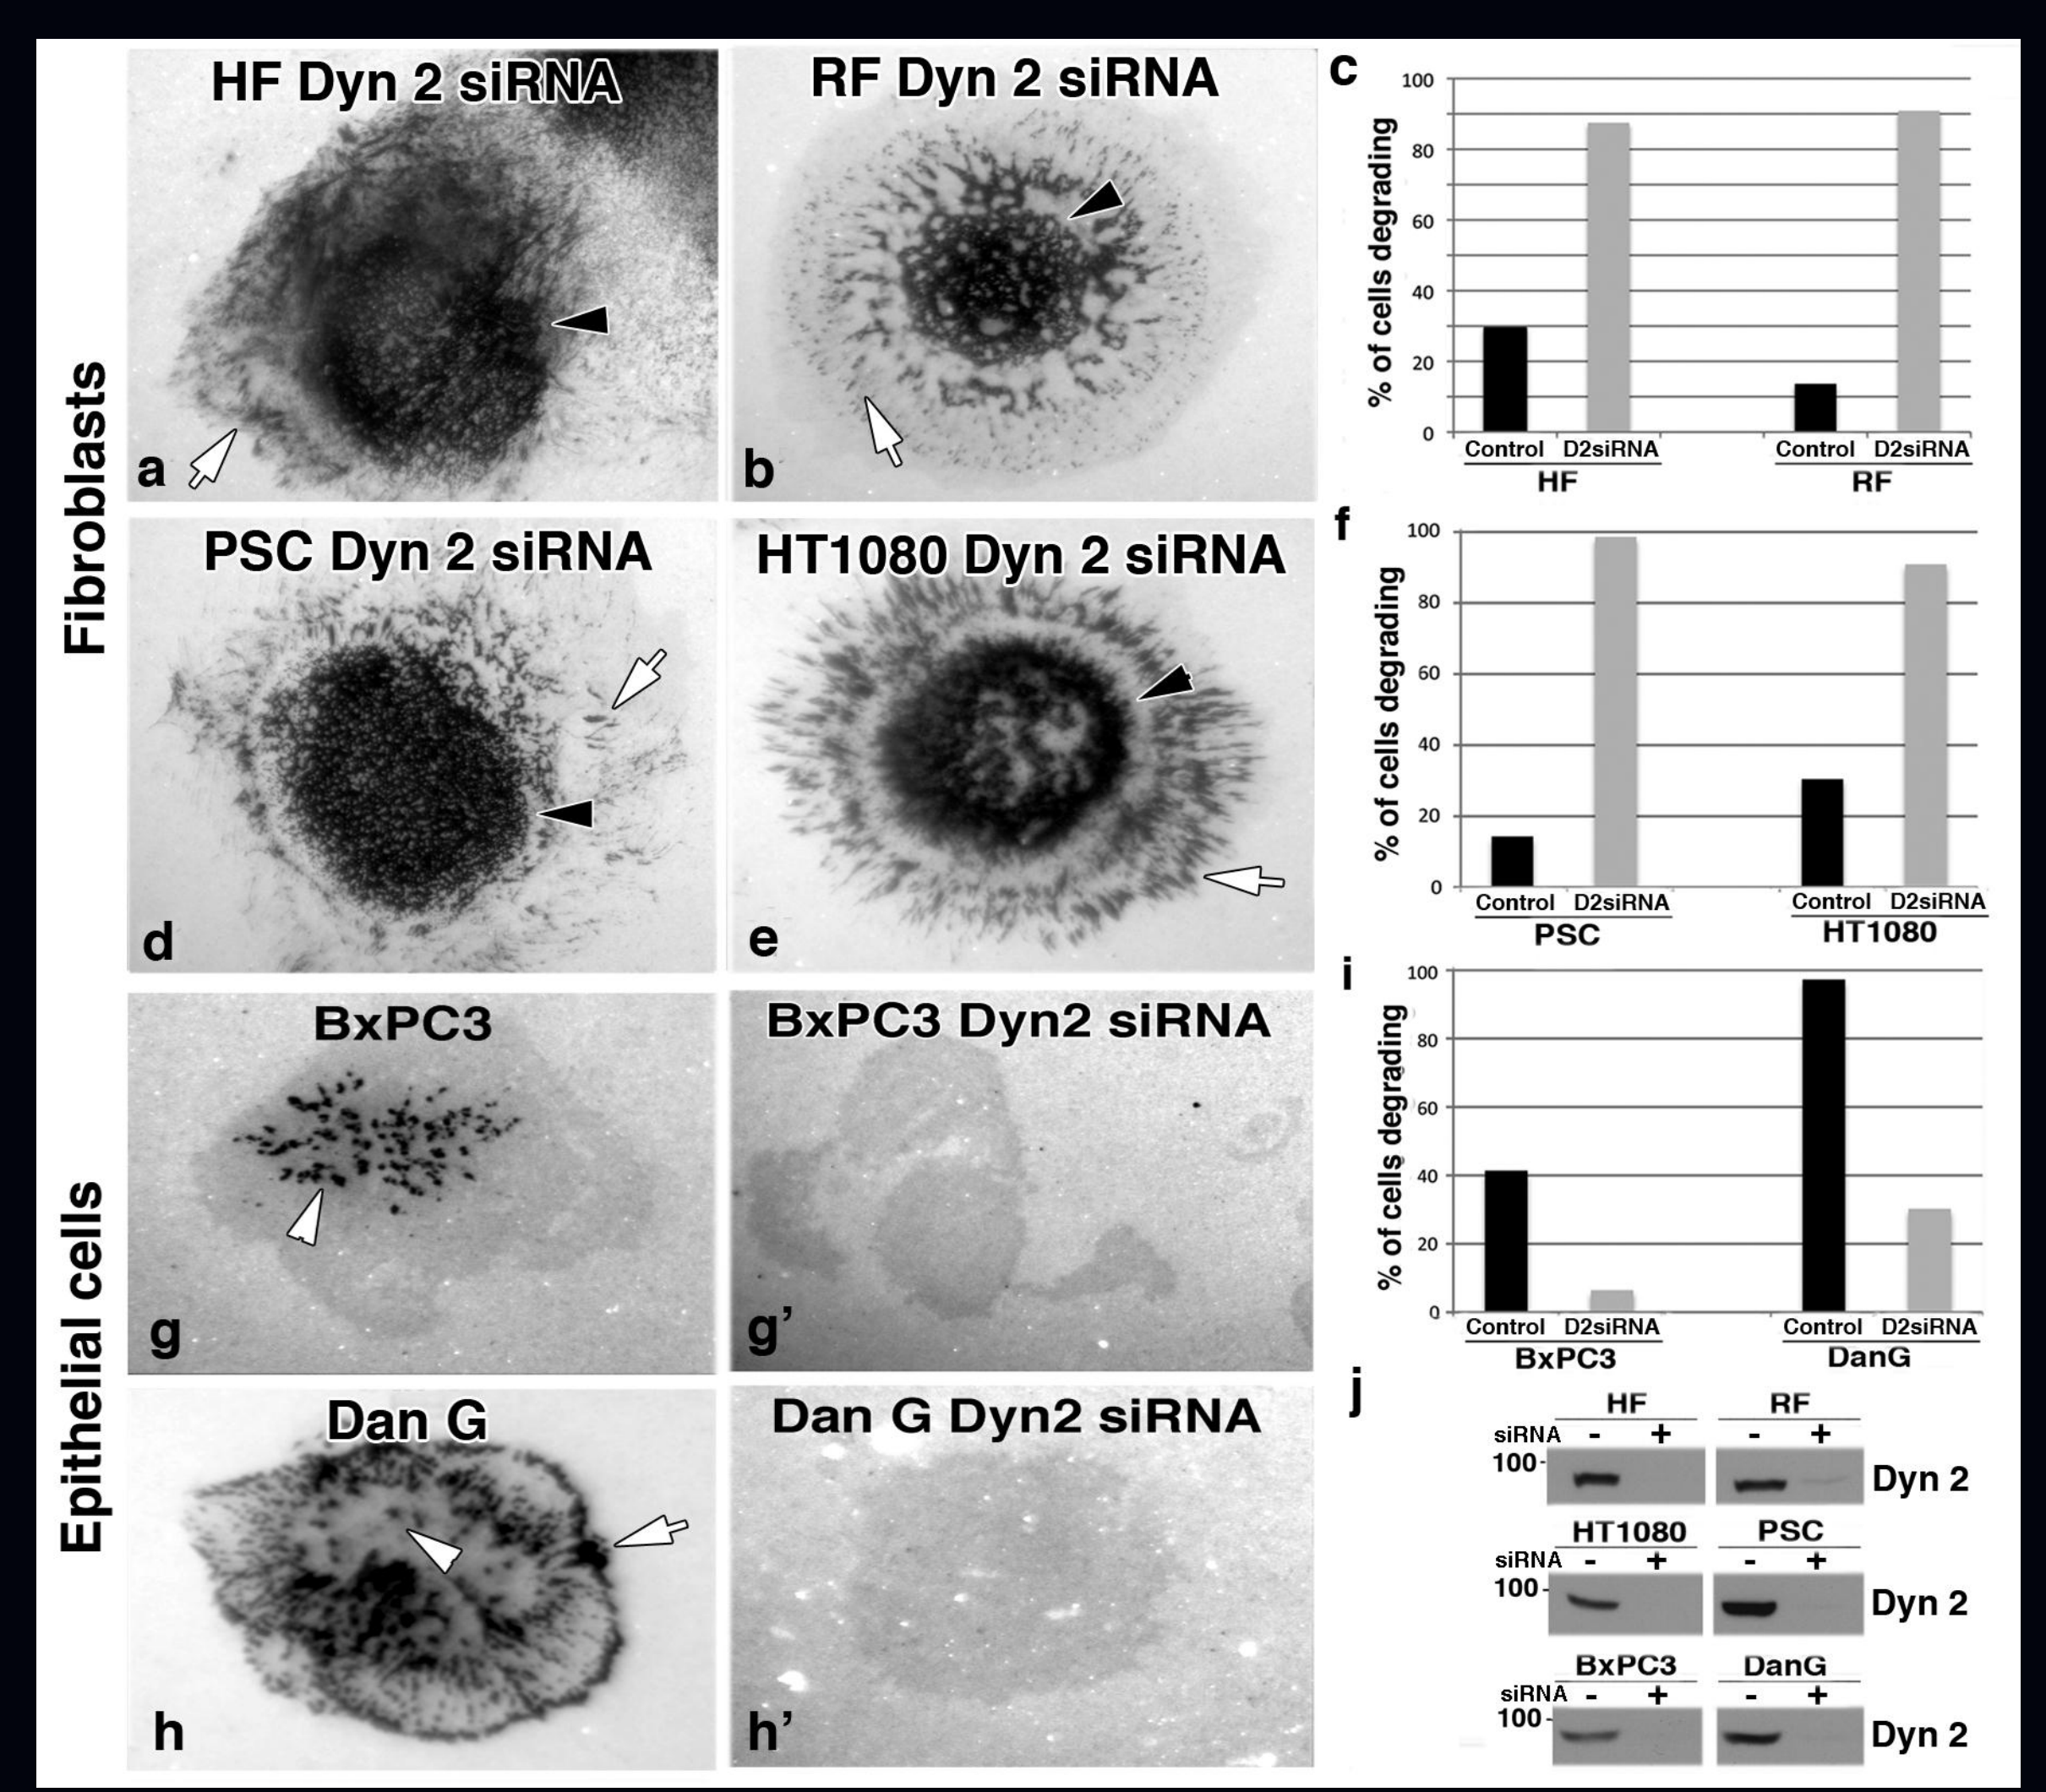 Fibroblasts
HF Dyn 2 siRNA
a
RF Dyn 2 siRNA
b
c
% of cells degrading
100
80
60
40
20
0
Control D2siRNA Control D2siRNA
HF RF
PSC Dyn 2 siRNA
d
HT1080 Dyn 2 siRNA
e
f
% of cells degrading
100
80
60
40
20
0
Control D2siRNA Control D2siRNA
PSC HT1080
Epithelial cells
BxPC3
g
BxPC3 Dyn2 siRNA
g’
i
% of cells degrading
100
80
60
40
20
0
Control D2siRNA Control D2siRNA
BxPC3 DanG
Dan G
h
Dan G Dyn2 siRNA
h’
j
HF RF
siRNA - + - +
100- Dyn 2
HT1080 PSC
siRNA - + - +
100- Dyn 2
BxPC3 DanG
siRNA - + - +
100- Dyn 2